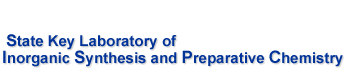 State Key Laboratory of
Inorganic Synthesis and Preparative Chemistry